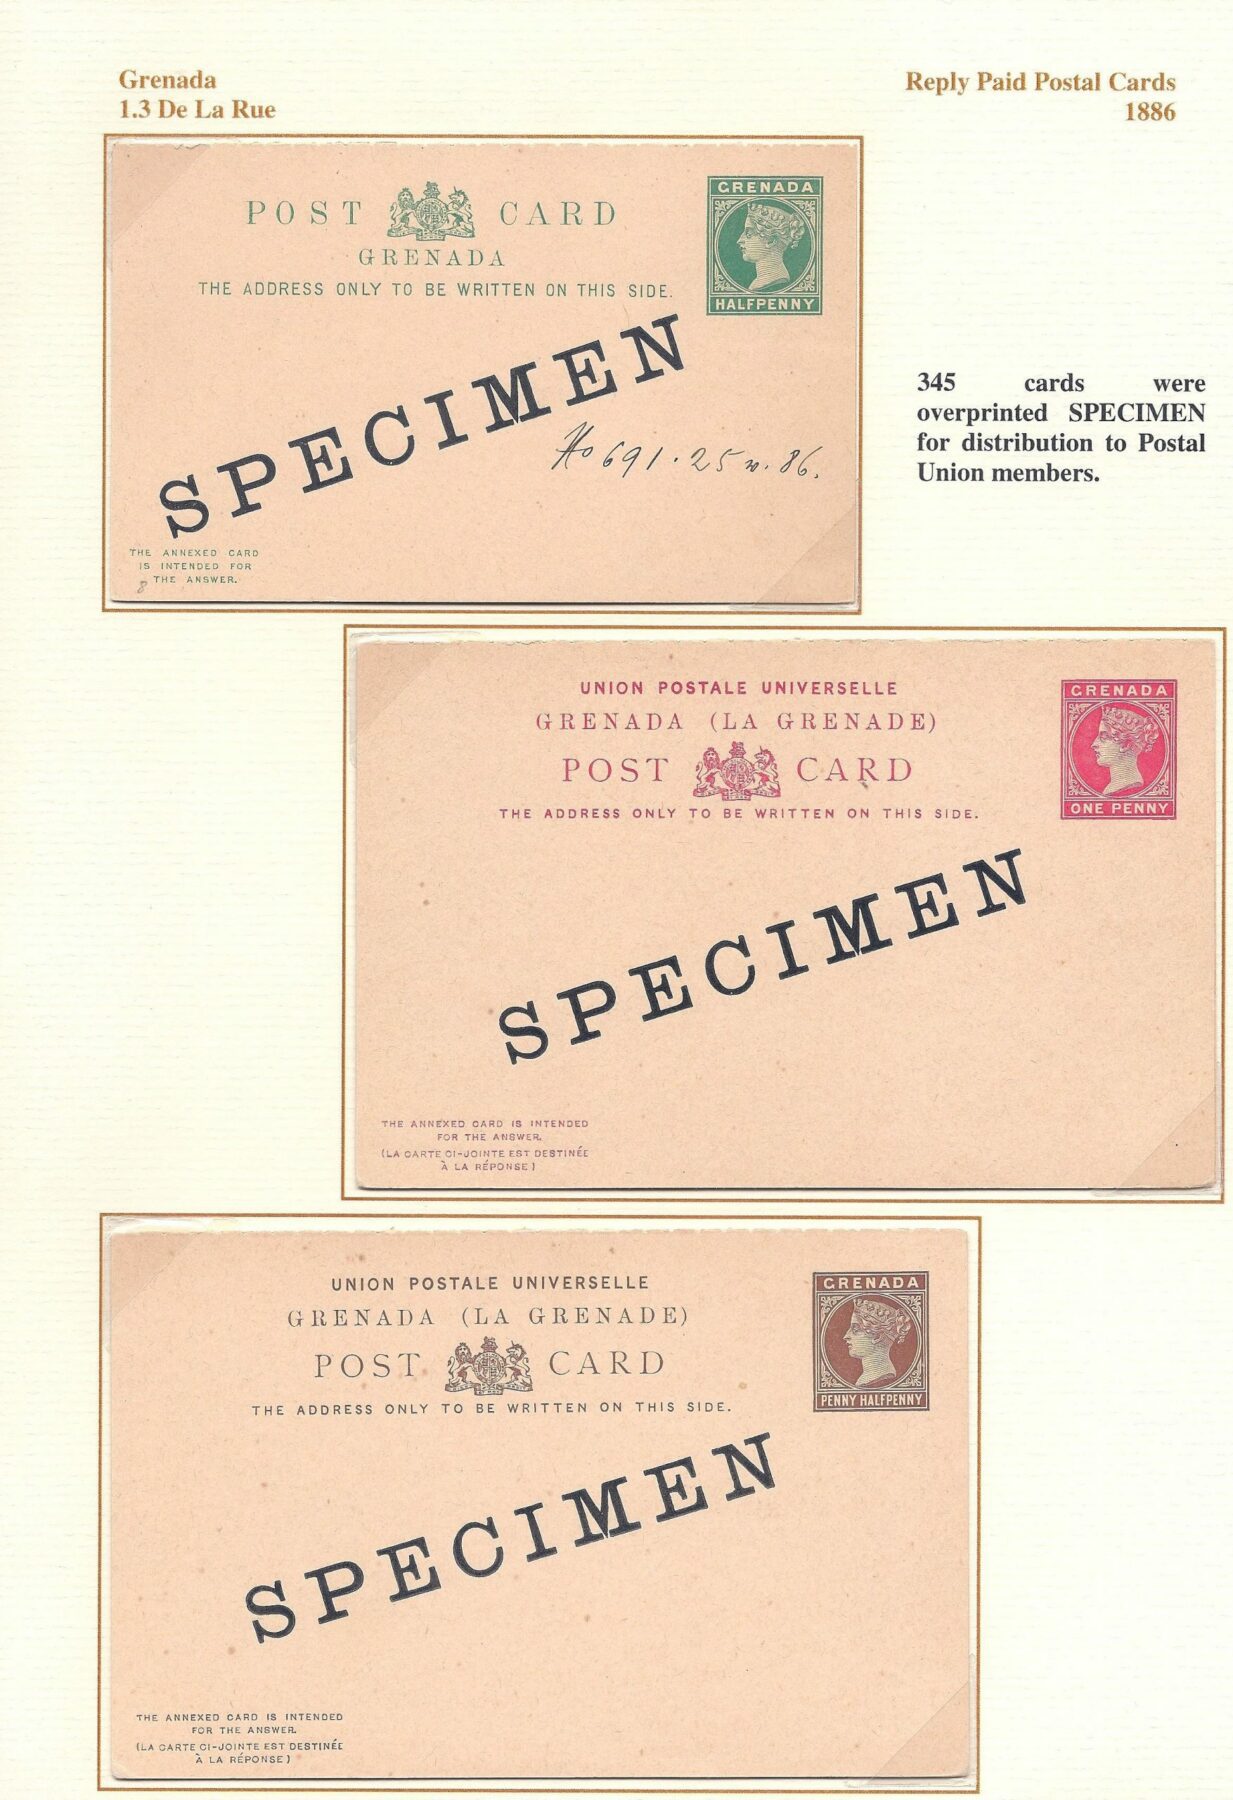 Grenada
1.3 De La Rue
Reply Paid Postal Cards
1886
POST CARD
GRENADA
THE ADDRESS ONLY TO BE WRITTEN ON THIS SIDE.
GRENADA
HALFPENNY
SPECIMEN
691. 25 . 86.
THE ANNEXED CARD
IS INTENDED FOR
THE ANSWER.
8
345 cards were
overprinted SPECIMEN
for distribution to Postal
Union members.
UNION POSTALE UNIVERSELLE
GRENADA (LA GRENADE)
POST CARD
THE ADDRESS ONLY TO BE WRITTEN ON THIS SIDE.
GRENADA
ONE PENNY
SPECIMEN
THE ANNEXED CARD IS INTENDED
FOR THE ANSWER.
(LA CARTE CI-JOINTE EST DESTINÉE
À LA RÉPONSE)
UNION POSTALE UNIVERSELLE
GRENADA (LA GRENADE)
POST CARD
THE ADDRESS ONLY TO BE WRITTEN ON THIS SIDE.
GRENADA
PENNY HALFPENNY
SPECIMEN
THE ANNEXED CARD IS INTENDED
FOR THE ANSWER.
(LA CARTE CI-JOINTE EST DESTINÉE
À LA RÉPONSE)